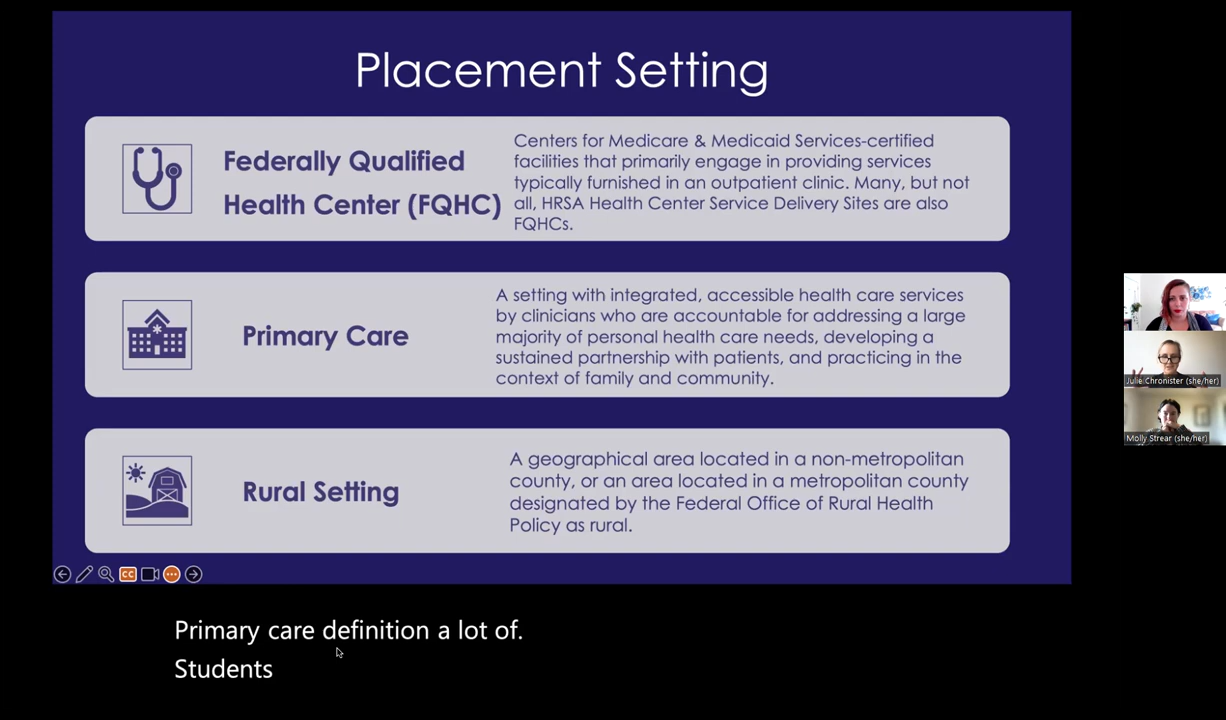 Placement Setting
Federally Qualified
Health Center (FQHC)
Centers for Medicare & Medicaid Services-certified
facilities that primarily engage in providing services
typically furnished in an outpatient clinic. Many, but not
all, HRSA Health Center Service Delivery Sites are also
FQHCs.
Primary Care
A setting with integrated, accessible health care services
by clinicians who are accountable for addressing a large
majority of personal health care needs, developing a
sustained partnership with patients, and practicing in the
context of family and community.
Rural Setting
A geographical area located in a non-metropolitan
county, or an area located in a metropolitan county
designated by the Federal Office of Rural Health
Policy as rural.
CC
Julie Chronister (she/her)
Molly Strear (she/her)
Primary care definition a lot of.
Students